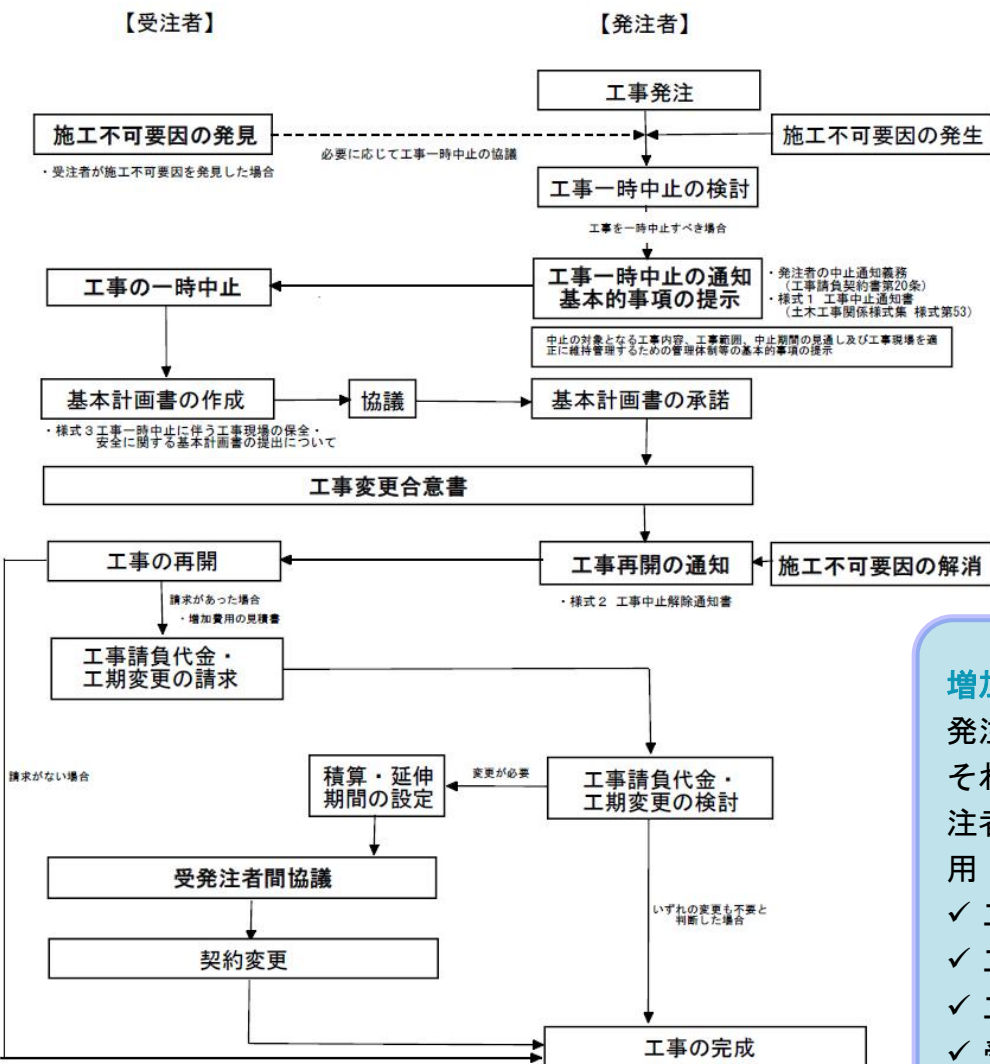 【受注者】
【発注者】
工事発注
施工不可要因の発見
施工不可要因の発生
必要に応じて工事一時中止の協議
・受注者が施工不可要因を発見した場合
工事一時中止の検討
工事を一時中止すべき場合
工事の一時中止
工事一時中止の通知
基本的事項の提示
・発注者の中止通知義務
（工事請負契約書第20条）
・様式１ 工事中止通知書
（土木工事関係様式集 様式第53）
中止の対象となる工事内容、工事範囲、中止期間の見通し及び工事現場を適
正に維持管理するための管理体制等の基本的事項の提示
基本計画書の作成
協議
基本計画書の承諾
・様式３工事一時中止に伴う工事現場の保全・
安全に関する基本計画書の提出について
工事変更合意書
工事の再開
工事再開の通知
施工不可要因の解消
・様式２ 工事中止解除通知書
請求があった場合
・増加費用の見積書
工事請負代金・
工期変更の請求
請求がない場合
積算・延伸
期間の設定
変更が必要
工事請負代金・
工期変更の検討
受発注者間協議
いずれの変更も不要と
判断した場合
契約変更
工事の完成
増
発注
そ
注者
用
✓
✓
✓
✓